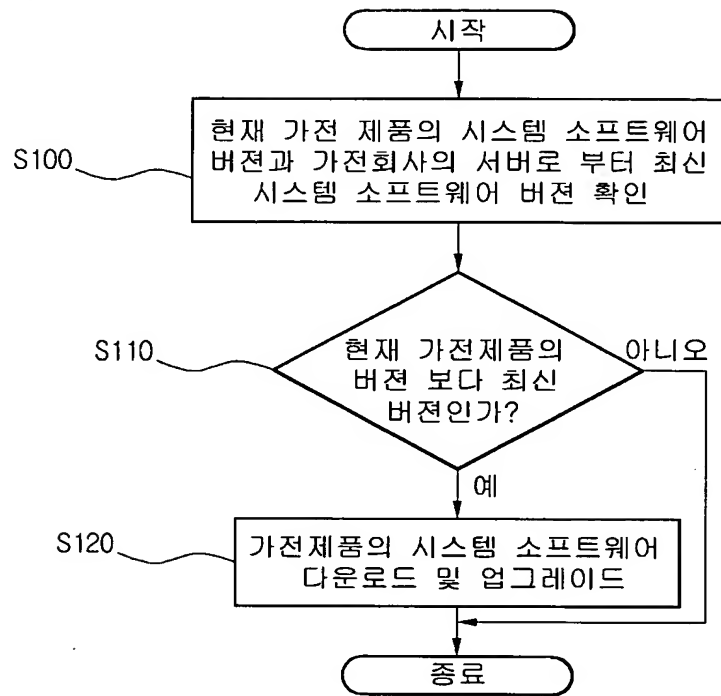 시작
현재 가전 제품의 시스템 소프트웨어
버젼과 가전회사의 서버로 부터 최신
시스템 소프트웨어 버젼 확인
S100
현재 가전제품의
버젼 보다 최신
버젼인가?
S110
아니오
예
가전제품의 시스템 소프트웨어
다운로드 및 업그레이드
S120
종료